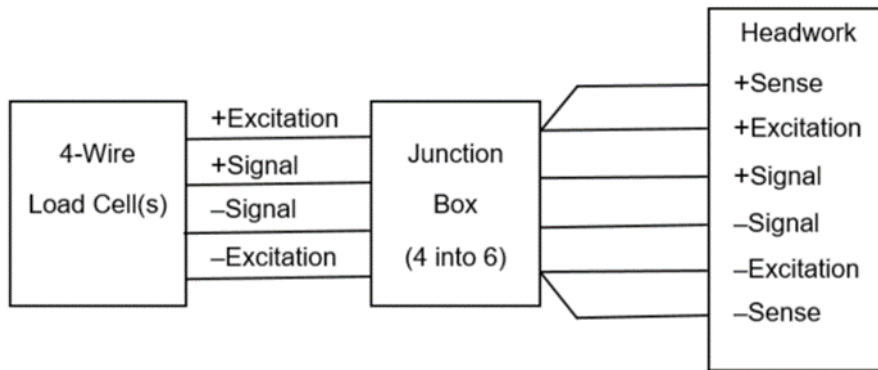 4-Wire
Load Cell(s)
+Excitation
+Signal
–Signal
–Excitation
Junction
Box
(4 into 6)
Headwork
+Sense
+Excitation
+Signal
–Signal
–Excitation
–Sense